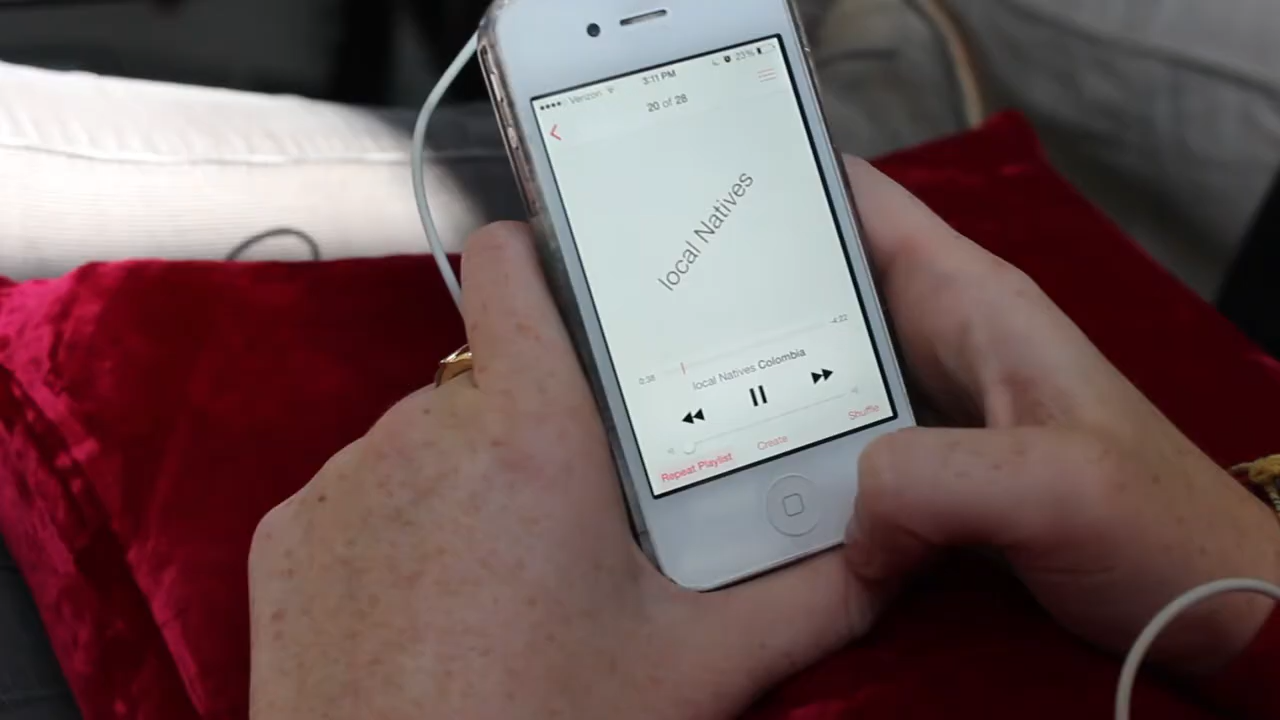 Verizon 3:11 PM 23%
20 of 28
local Natives
0:38 -4:22
local Natives Colombia
Repeat Playlist Create Shuffle